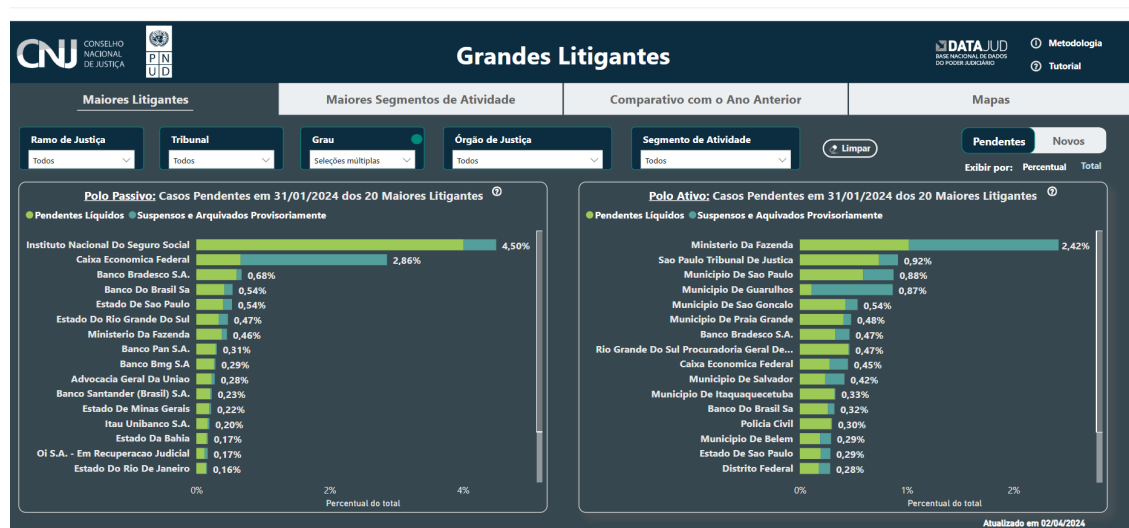 CNJ CONSELHO NACIONAL DE JUSTIÇA
PNUD
Grandes Litigantes
DATAJUD
BASE NACIONAL DE DADOS DO PODER JUDICIÁRIO
Metodologia
Tutorial
Maiores Litigantes
Maiores Segmentos de Atividade
Comparativo com o Ano Anterior
Mapas
Ramo de Justiça
Todos
Tribunal
Todos
Grau
Seleções múltiplas
Órgão de Justiça
Todos
Segmento de Atividade
Todos
Limpar
Pendentes
Novos
Exibir por: Percentual Total
Polo Passivo: Casos Pendentes em 31/01/2024 dos 20 Maiores Litigantes
Pendentes Líquidos Suspensos e Arquivados Provisoriamente
Instituto Nacional Do Seguro Social 4,50%
Caixa Economica Federal 2,86%
Banco Bradesco S.A. 0,68%
Banco Do Brasil Sa 0,54%
Estado De Sao Paulo 0,54%
Estado Do Rio Grande Do Sul 0,47%
Ministerio Da Fazenda 0,46%
Banco Pan S.A. 0,31%
Banco Bmg S.A 0,29%
Advocacia Geral Da Uniao 0,28%
Banco Santander (Brasil) S.A. 0,23%
Estado De Minas Gerais 0,22%
Itau Unibanco S.A. 0,20%
Estado Da Bahia 0,17%
Oi S.A. - Em Recuperacao Judicial 0,17%
Estado Do Rio De Janeiro 0,16%
0% 2% 4%
Percentual do total
Polo Ativo: Casos Pendentes em 31/01/2024 dos 20 Maiores Litigantes
Pendentes Líquidos Suspensos e Aquivados Provisoriamente
Ministerio Da Fazenda 2,42%
Sao Paulo Tribunal De Justica 0,92%
Municipio De Sao Paulo 0,88%
Municipio De Guarulhos 0,87%
Municipio De Sao Goncalo 0,54%
Municipio De Praia Grande 0,48%
Banco Bradesco S.A. 0,47%
Rio Grande Do Sul Procuradoria Geral De... 0,47%
Caixa Economica Federal 0,45%
Municipio De Salvador 0,42%
Municipio De Itaquaquecetuba 0,33%
Banco Do Brasil Sa 0,32%
Policia Civil 0,30%
Municipio De Belem 0,29%
Estado De Sao Paulo 0,29%
Distrito Federal 0,28%
0% 1% 2%
Percentual do total
Atualizado em 02/04/2024